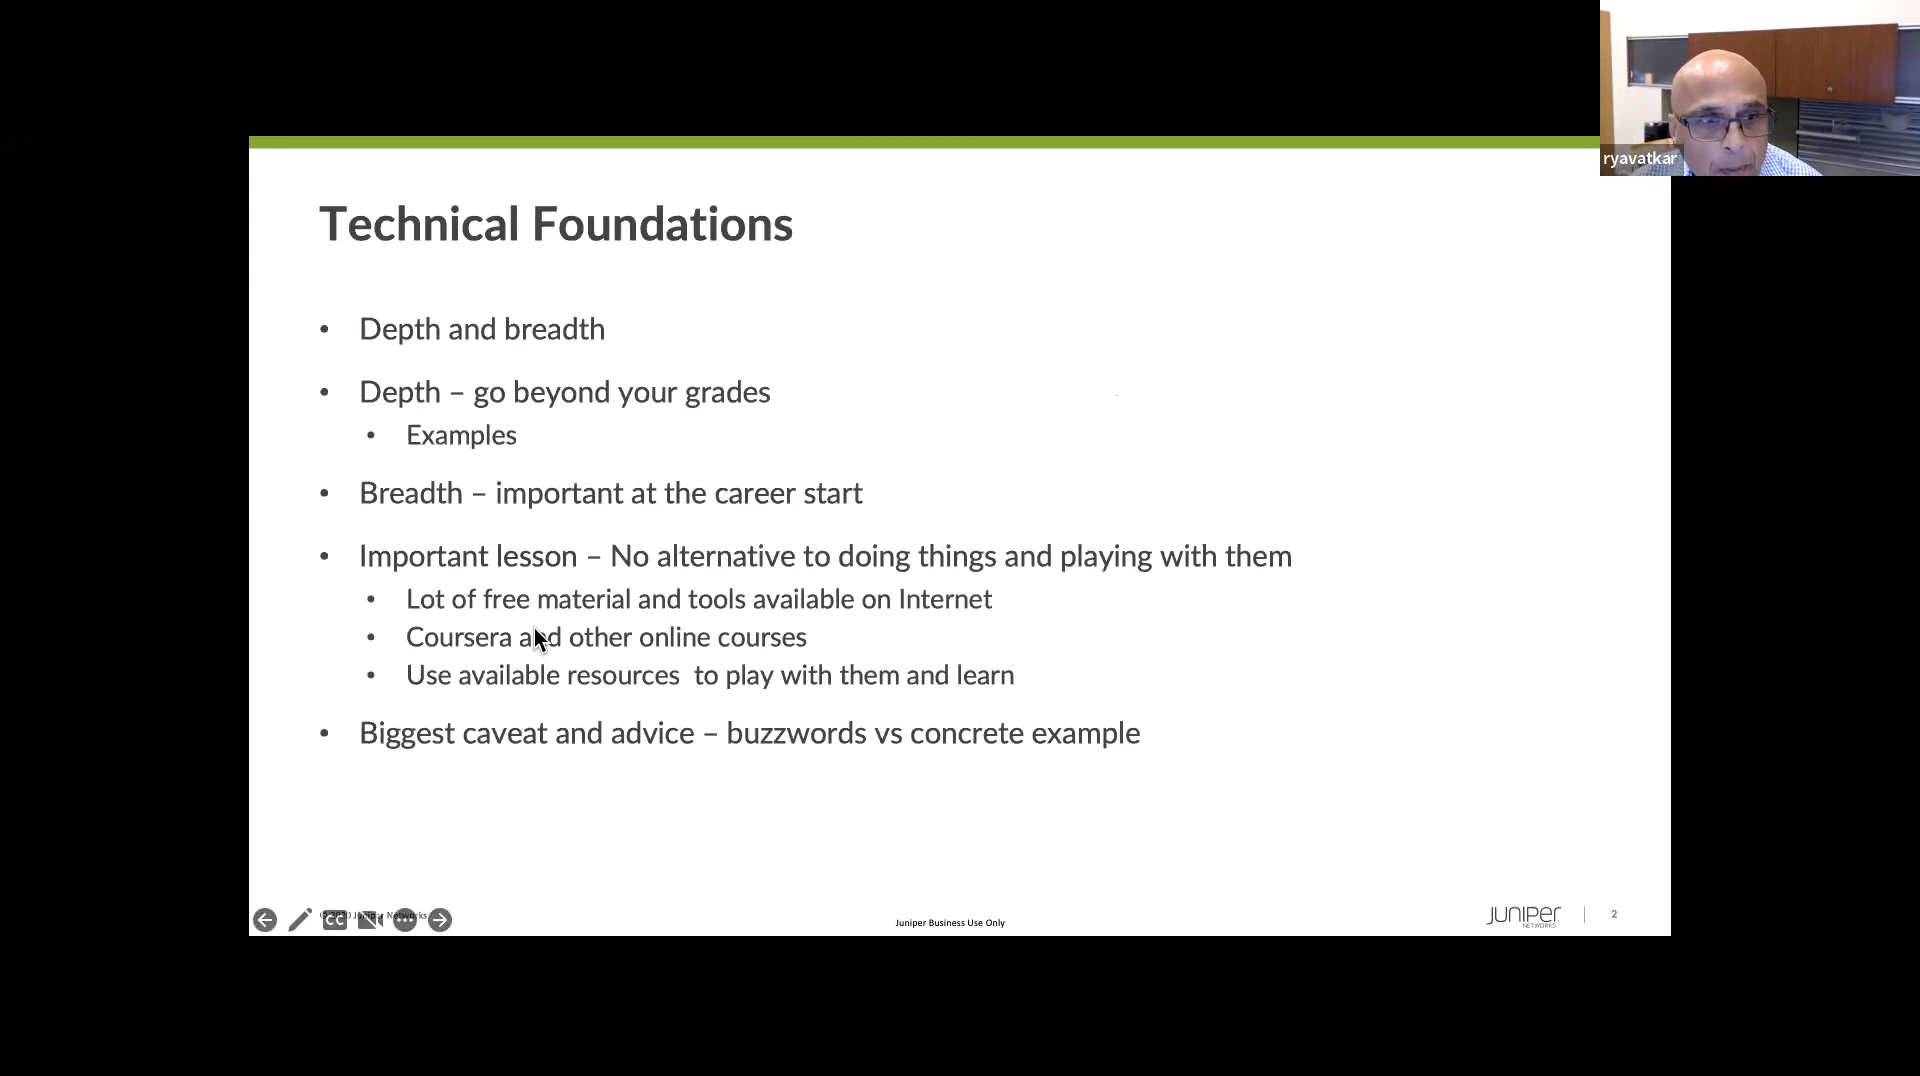 ryavatkar
Technical Foundations
• Depth and breadth
• Depth – go beyond your grades
• Examples
• Breadth – important at the career start
• Important lesson – No alternative to doing things and playing with them
• Lot of free material and tools available on Internet
• Coursera and other online courses
• Use available resources to play with them and learn
• Biggest caveat and advice – buzzwords vs concrete example
Juniper Networks
CC
Juniper Business Use Only
JUNIPER
NETWORKS
2